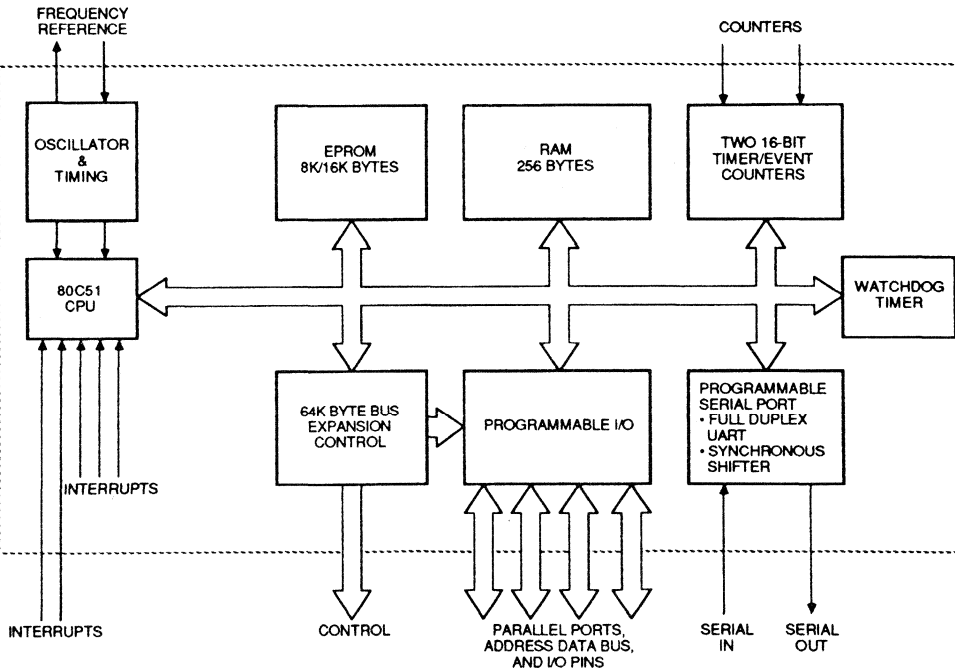 FREQUENCY
REFERENCE
COUNTERS
OSCILLATOR
&
TIMING
EPROM
8K/16K BYTES
RAM
256 BYTES
TWO 16-BIT
TIMER/EVENT
COUNTERS
80C51
CPU
WATCHDOG
TIMER
64K BYTE BUS
EXPANSION
CONTROL
PROGRAMMABLE I/O
PROGRAMMABLE
SERIAL PORT
• FULL DUPLEX
UART
• SYNCHRONOUS
SHIFTER
INTERRUPTS
INTERRUPTS
CONTROL
PARALLEL PORTS,
ADDRESS DATA BUS,
AND I/O PINS
SERIAL
IN
SERIAL
OUT